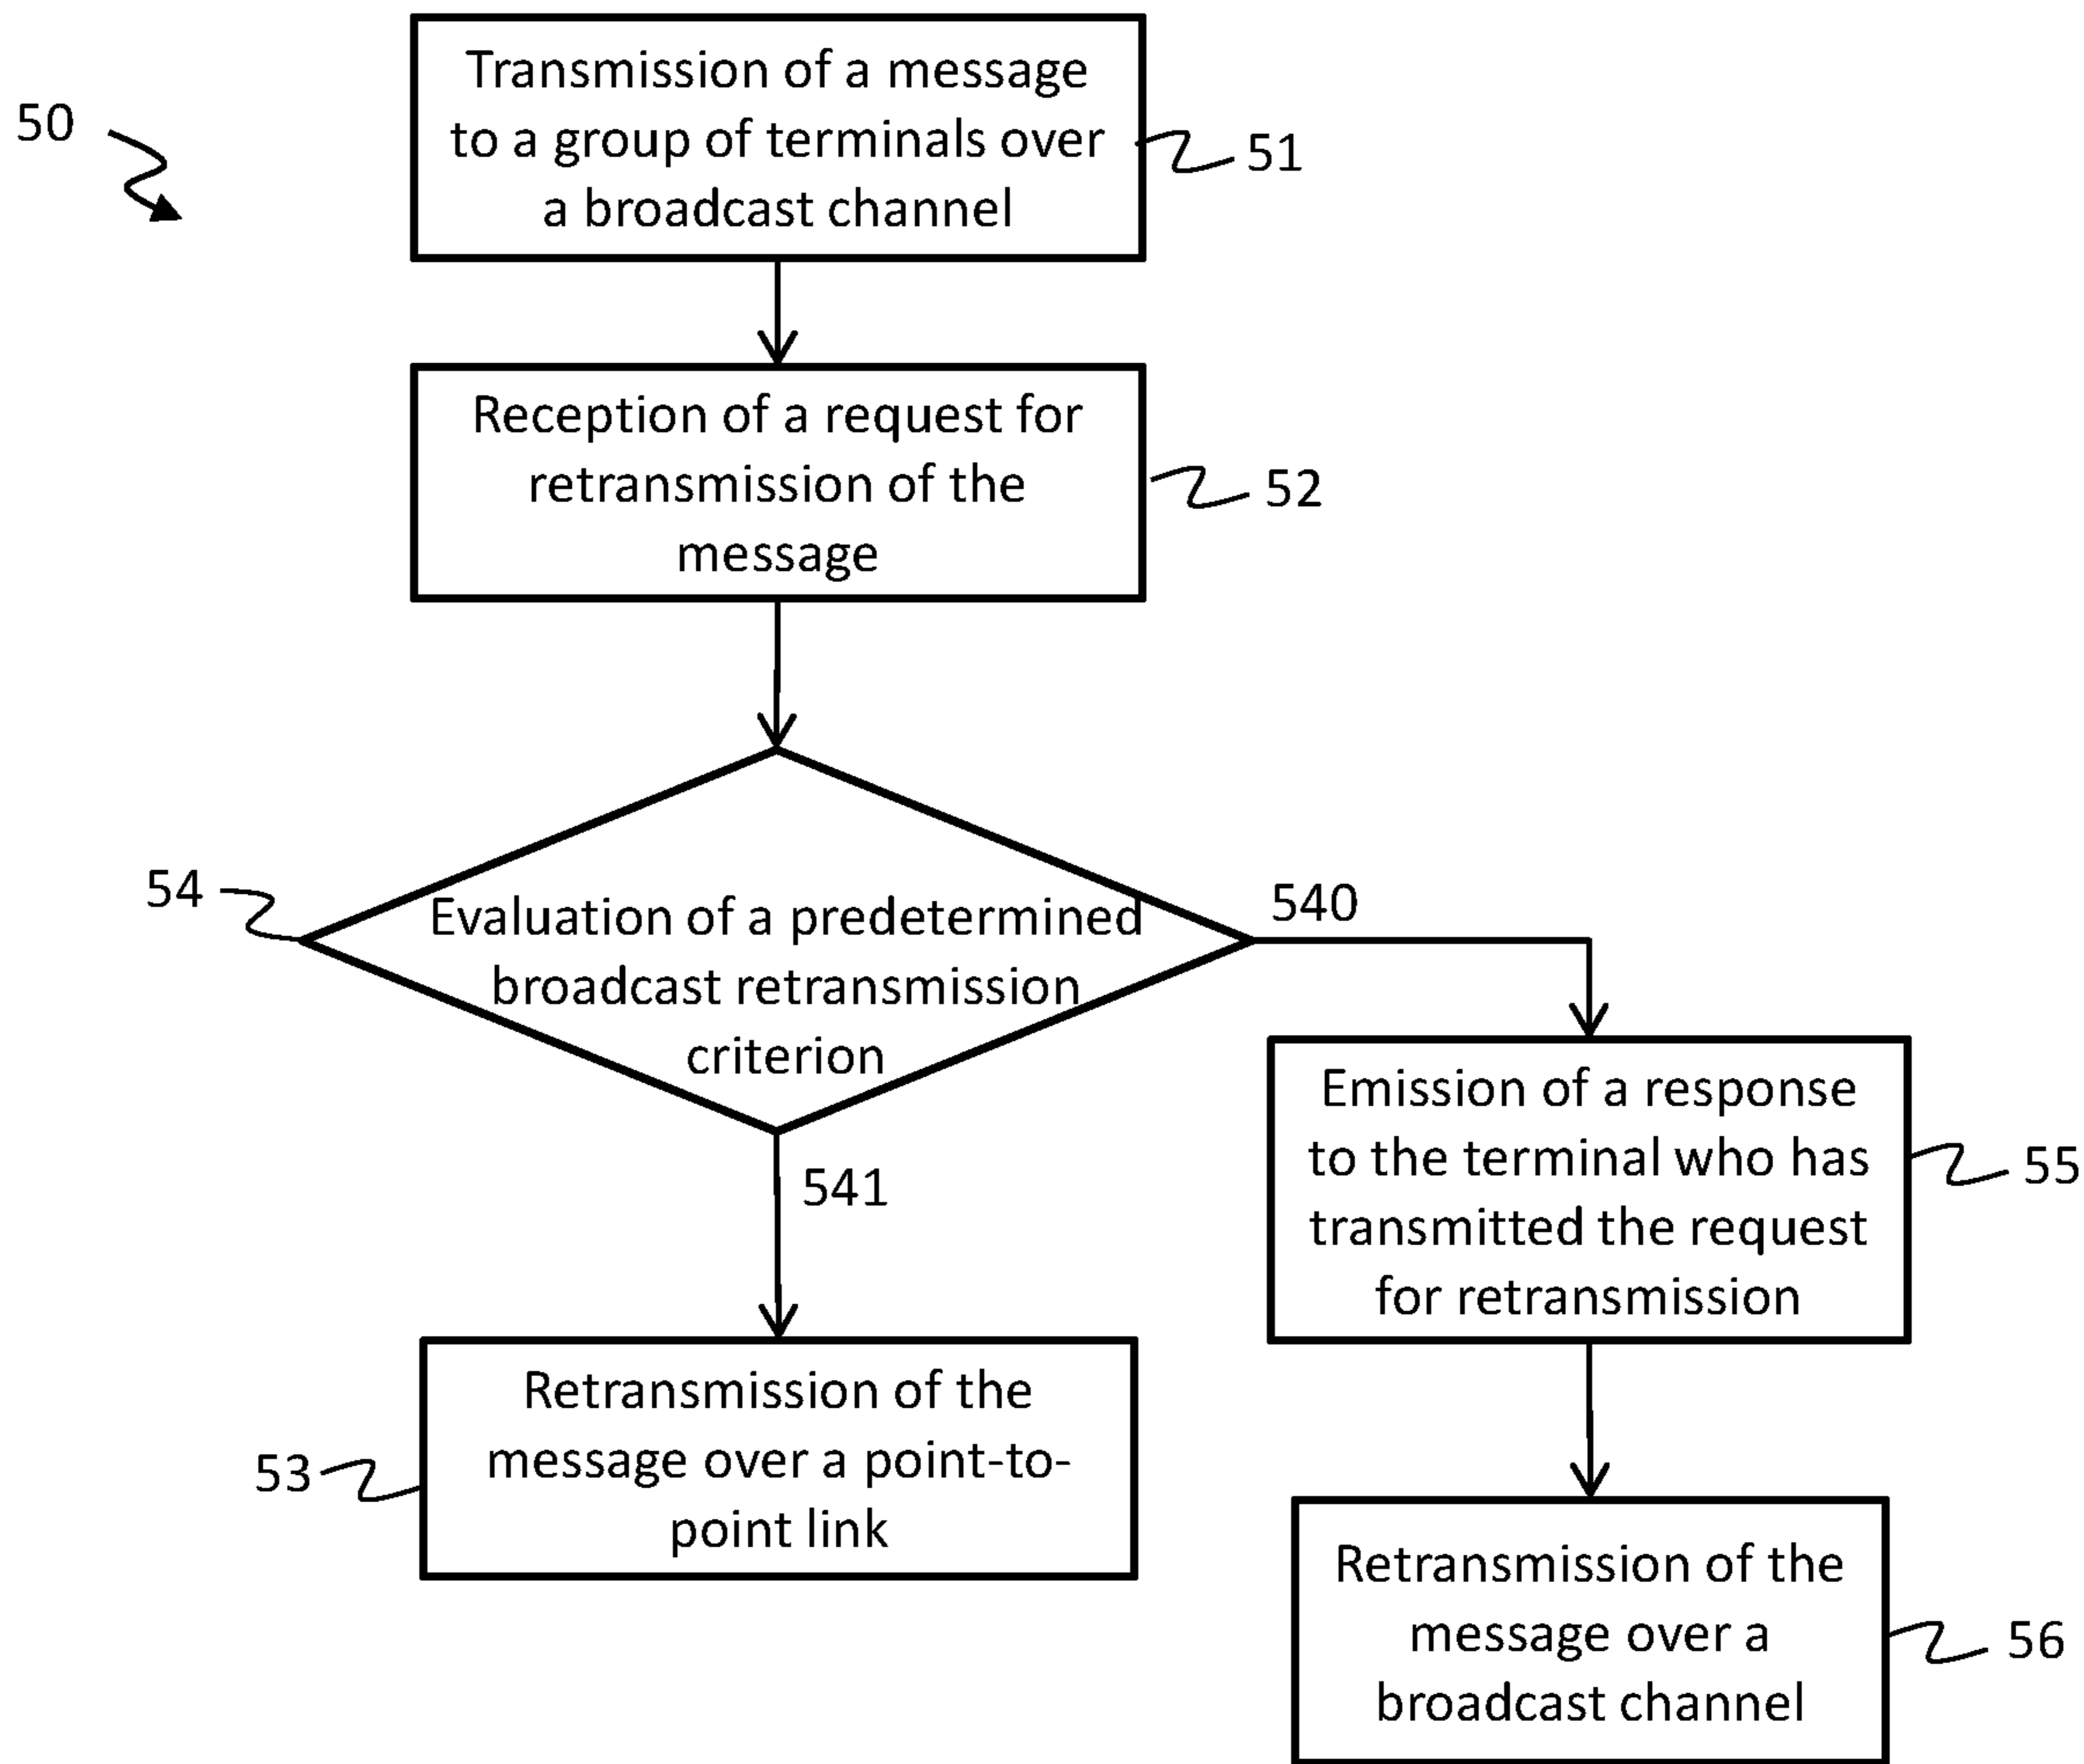 50
Transmission of a message
to a group of terminals over
a broadcast channel
51
Reception of a request for
retransmission of the
message
52
54
Evaluation of a predetermined
broadcast retransmission
criterion
540
541
Emission of a response
to the terminal who has
transmitted the request
for retransmission
55
53
Retransmission of the
message over a point-to-
point link
Retransmission of the
message over a
broadcast channel
56